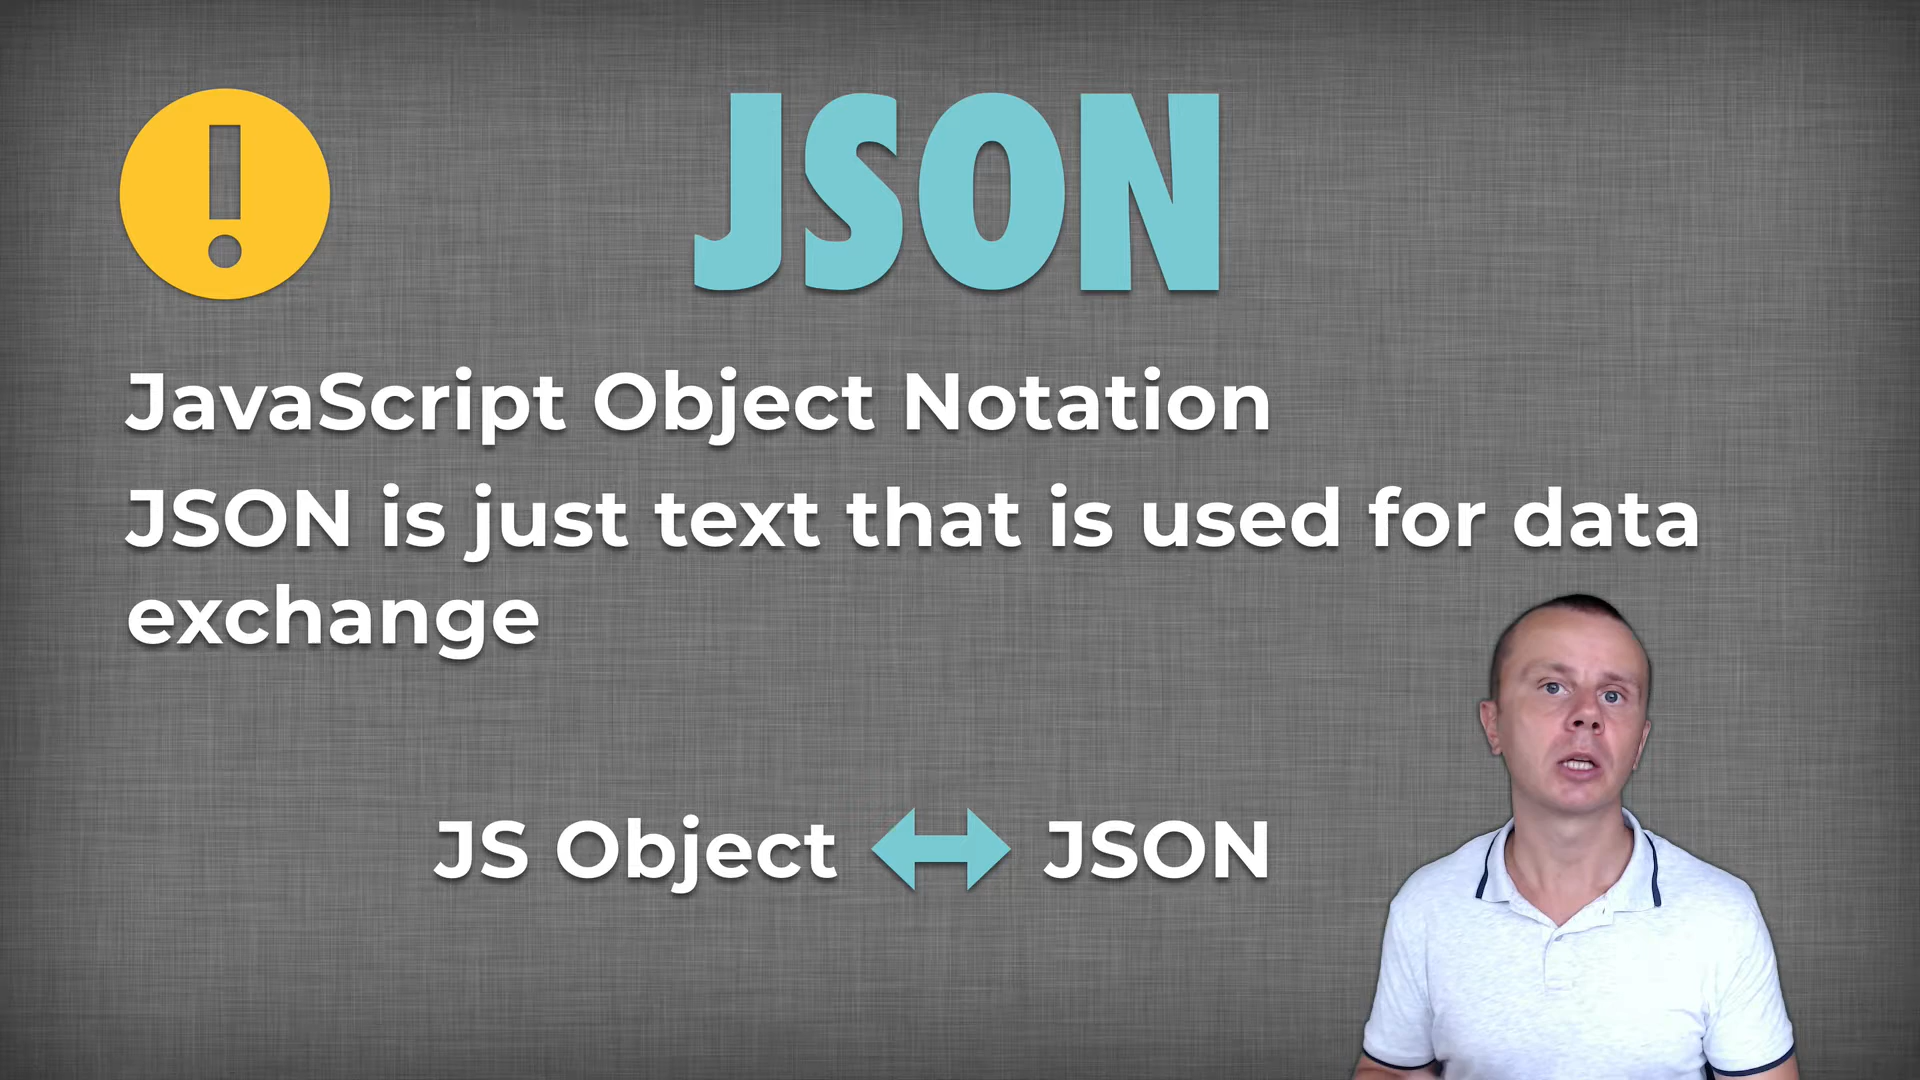 JSON
JavaScript Object Notation
JSON is just text that is used for data
exchange
JS Object JSON